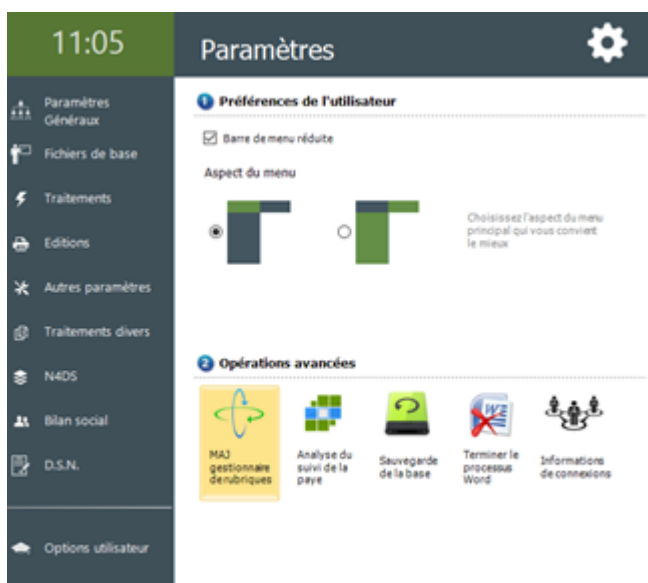 11:05
Paramètres
Paramètres
Généraux
Fichiers de base
Traitements
Editions
Autres paramètres
Traitements divers
N4DS
Bilan social
D.S.N.
Options utilisateur
1 Préférences de l'utilisateur
Barre de menu réduite
Aspect du menu
Choisissez l'aspect du menu
principal qui vous convient
le mieux
2 Opérations avancées
MAJ
gestionnaire
de rubriques
Analyse du
suivi de la
paye
Sauvegarde
de la base
Terminer le
processus
Word
Informations
de connexions